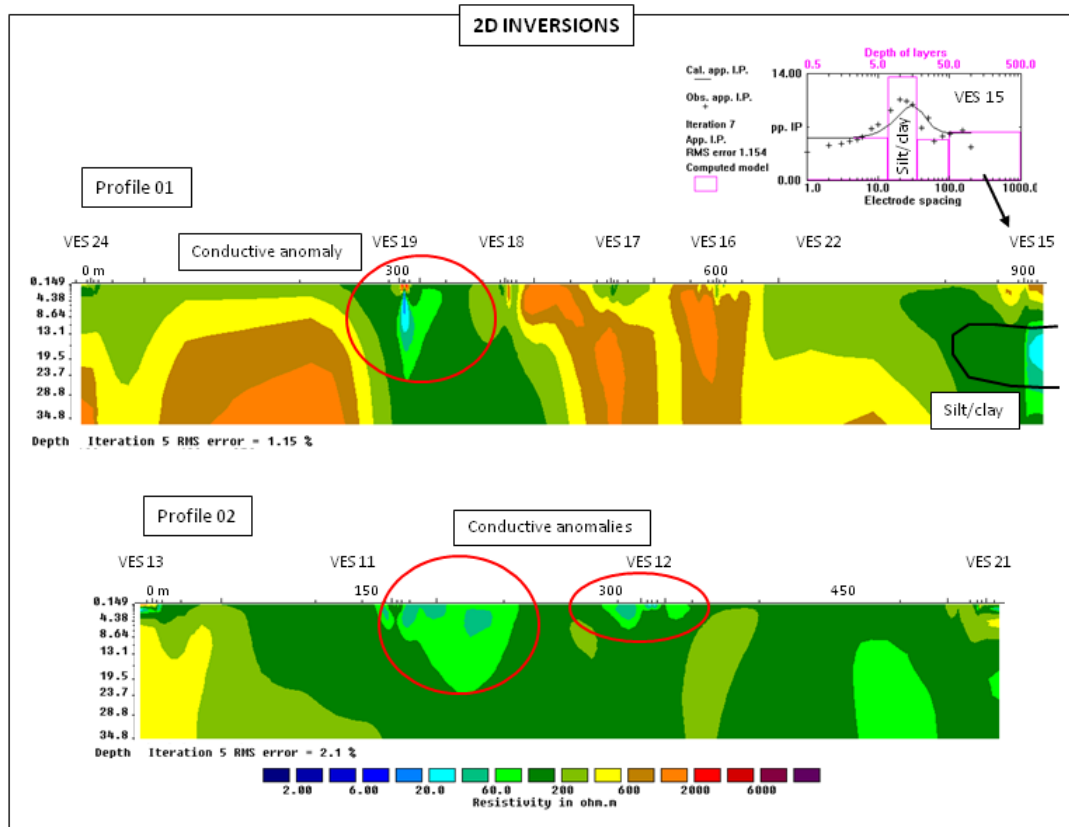 2D INVERSIONS
Depth of layers
0.5 5.0 50.0 500.0
Cal. app. I.P.
Obs. app. I.P.
Iteration 7
App. I.P.
RMS error 1.154
Computed model
14.00
pp. IP
0.00
VES 15
Silt/clay
1.0 10.0 100.0 1000.0
Electrode spacing
Profile 01
VES 24 VES 19 VES 18 VES 17 VES 16 VES 22 VES 15
Conductive anomaly
0 m 300 600 900
0.149
4.38
8.64
13.1
19.5
23.7
28.8
34.8
Silt/clay
Depth Iteration 5 RMS error = 1.15 %
Profile 02
Conductive anomalies
VES 13 VES 11 VES 12 VES 21
0 m 150 300 450
0.149
4.38
8.64
13.1
19.5
23.7
28.8
34.8
Depth Iteration 5 RMS error = 2.1 %
2.00 6.00 20.0 60.0 200 600 2000 6000
Resistivity in ohm.m